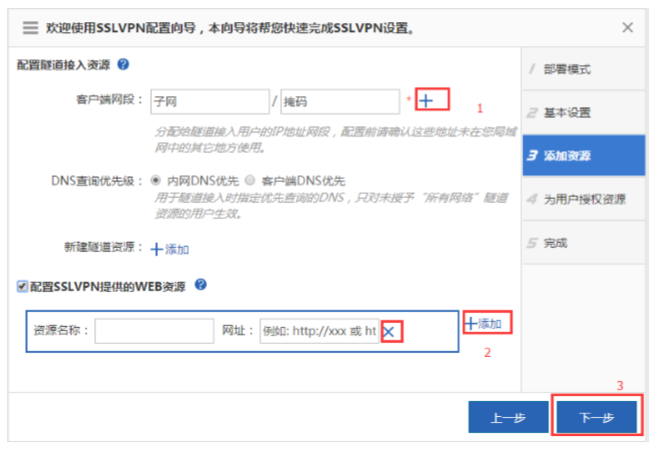 欢迎使用SSLVPN配置向导，本向导将帮您快速完成SSLVPN设置。
配置隧道接入资源
客户端网段： 子网 / 掩码 * 1
分配给隧道接入用户的IP地址网段，配置前请确认这些地址未在您局域
网中的其它地方使用。
DNS查询优先级： 内网DNS优先 客户端DNS优先
用于隧道接入时指定优先查询的DNS，只对未授予“所有网络”隧道
资源的用户生效。
新建隧道资源： 添加
配置SSLVPN提供的WEB资源
资源名称： 网址： 例如: http://xxx 或 ht 添加
2
1 部署模式
2 基本设置
3 添加资源
4 为用户授权资源
5 完成
3
上一步 下一步